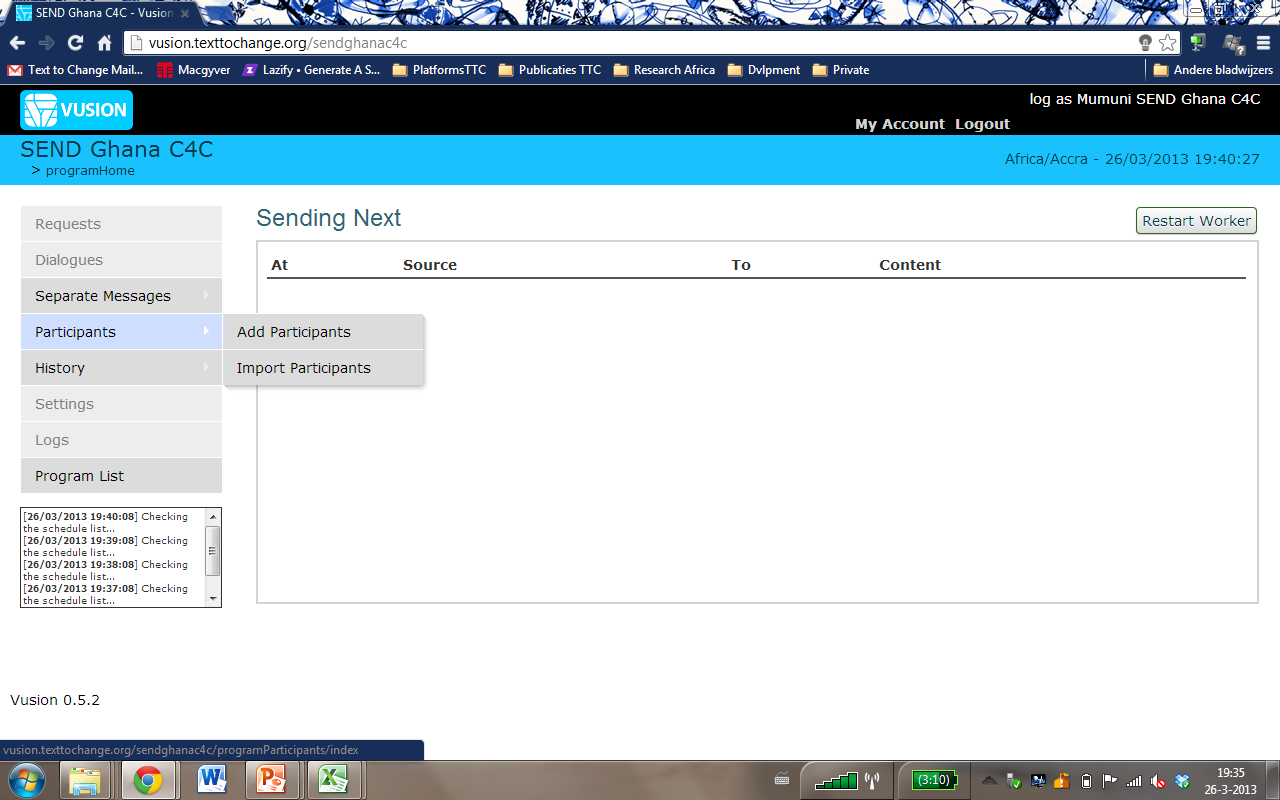 SEND Ghana C4C - Vusion
vusion.texttochange.org/sendghanac4c
Text to Change Mail... Macgyver Lazify • Generate A S... PlatformsTTC Publicaties TTC Research Africa Dvlpment Private Andere bladwijzers
VUSION
log as Mumuni SEND Ghana C4C
My Account Logout
SEND Ghana C4C
> programHome
Africa/Accra - 26/03/2013 19:40:27
Requests
Dialogues
Separate Messages
Participants
History
Settings
Logs
Program List
Add Participants
Import Participants
Sending Next
Restart Worker
At Source To Content
[26/03/2013 19:40:08] Checking
the schedule list...
[26/03/2013 19:39:08] Checking
the schedule list...
[26/03/2013 19:38:08] Checking
the schedule list...
[26/03/2013 19:37:08] Checking
the schedule list...
Vusion 0.5.2
vusion.texttochange.org/sendghanac4c/programParticipants/index
(3:10)
19:35
26-3-2013